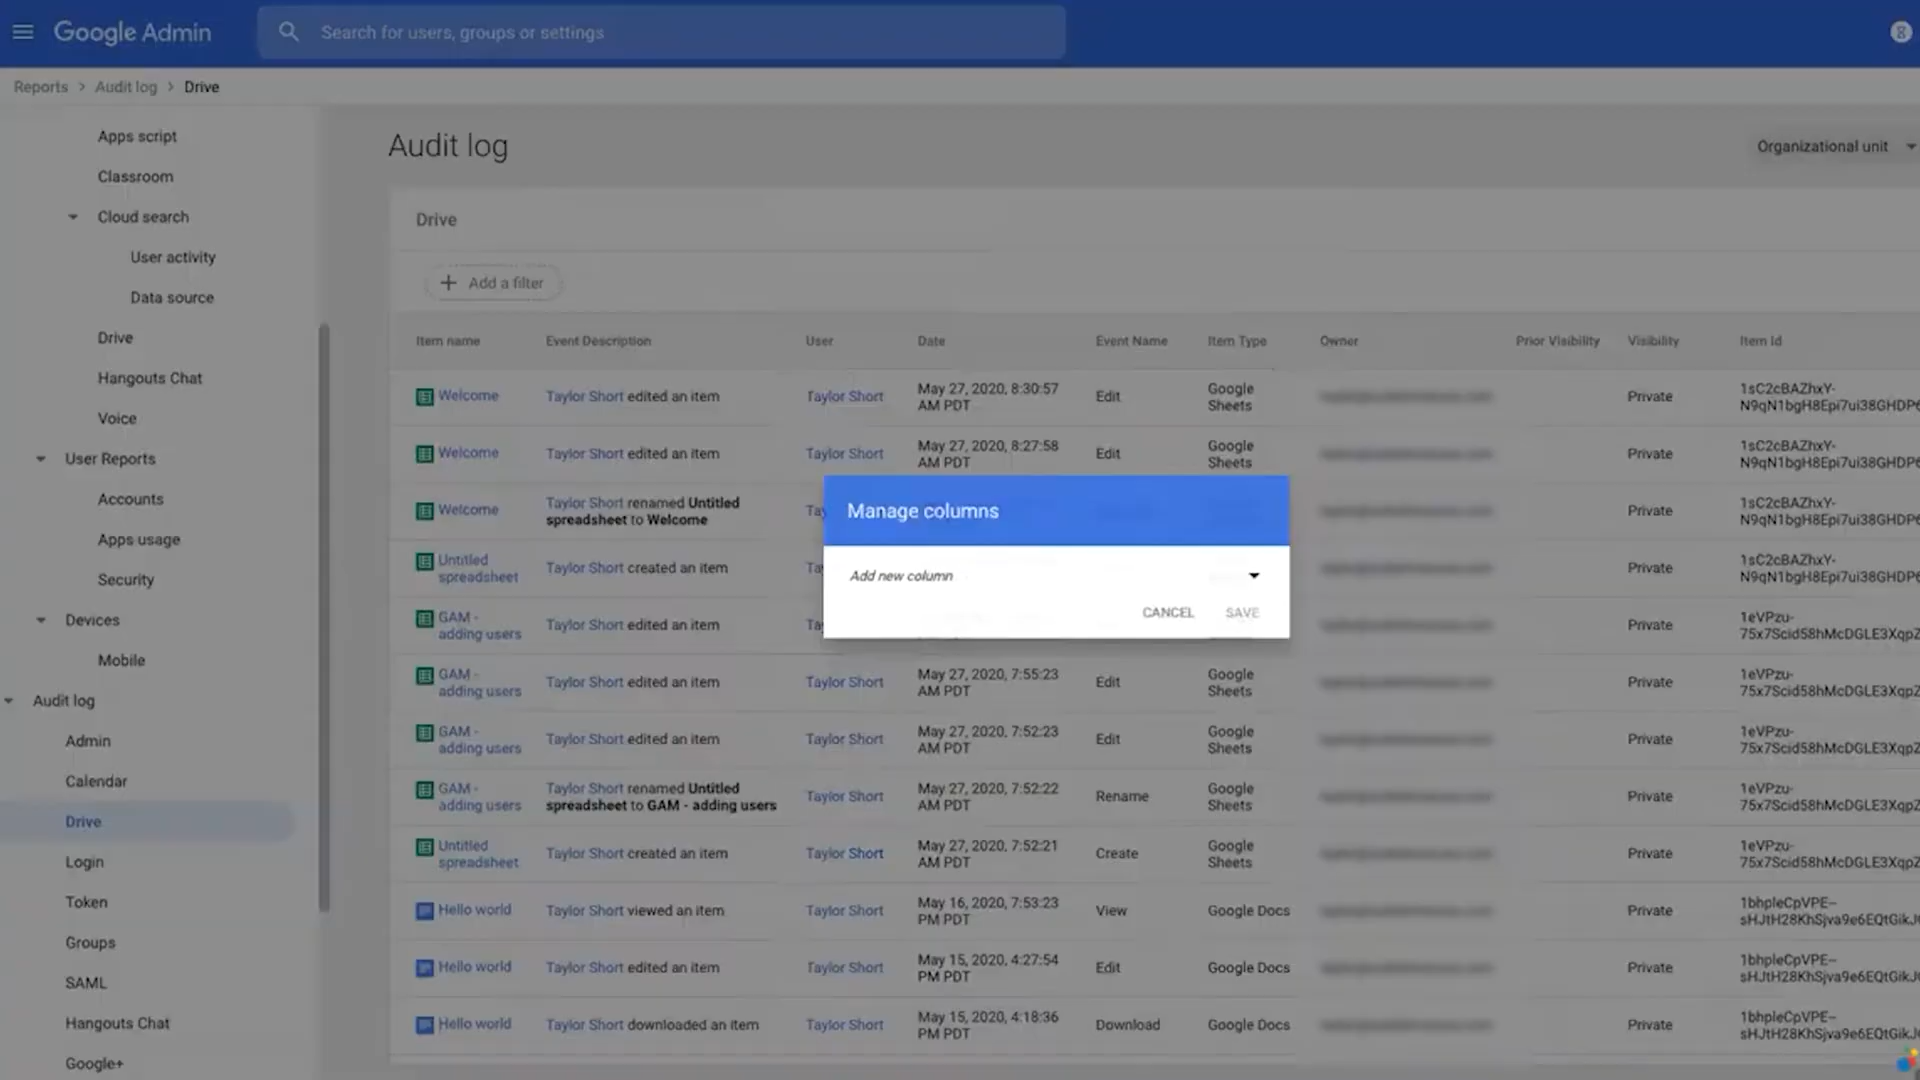 Google Admin
Search for users, groups or settings
Reports > Audit log > Drive
Apps script
Classroom
Cloud search
User activity
Data source
Drive
Hangouts Chat
Voice
User Reports
Accounts
Apps usage
Security
Devices
Mobile
Audit log
Admin
Calendar
Drive
Login
Token
Groups
SAML
Hangouts Chat
Google+
Audit log
Organizational unit
Drive
Add a filter
Item name Event Description User Date Event Name Item Type Owner Prior Visibility Visibility Item Id
Welcome Taylor Short edited an item Taylor Short May 27, 2020, 8:30:57 AM PDT Edit Google Sheets Private 1sC2cBAZhxY-
N9qN1bgH8Epi7ui38GHDP6
Welcome Taylor Short edited an item Taylor Short May 27, 2020, 8:27:58 AM PDT Edit Google Sheets Private 1sC2cBAZhxY-
N9qN1bgH8Epi7ui38GHDP6
Welcome Taylor Short renamed Untitled spreadsheet to Welcome Tay Private 1sC2cBAZhxY-
N9qN1bgH8Epi7ui38GHDP6
Untitled spreadsheet Taylor Short created an item Ta Private 1sC2cBAZhxY-
N9qN1bgH8Epi7ui38GHDP6
GAM - adding users Taylor Short edited an item Ta Private 1eVPzu-
75x7Scid58hMcDGLE3XqpZ
GAM - adding users Taylor Short edited an item Taylor Short May 27, 2020, 7:55:23 AM PDT Edit Google Sheets Private 1eVPzu-
75x7Scid58hMcDGLE3XqpZ
GAM - adding users Taylor Short edited an item Taylor Short May 27, 2020, 7:52:23 AM PDT Edit Google Sheets Private 1eVPzu-
75x7Scid58hMcDGLE3XqpZ
GAM - adding users Taylor Short renamed Untitled spreadsheet to GAM - adding users Taylor Short May 27, 2020, 7:52:22 AM PDT Rename Google Sheets Private 1eVPzu-
75x7Scid58hMcDGLE3XqpZ
Untitled spreadsheet Taylor Short created an item Taylor Short May 27, 2020, 7:52:21 AM PDT Create Google Sheets Private 1eVPzu-
75x7Scid58hMcDGLE3XqpZ
Hello world Taylor Short viewed an item Taylor Short May 16, 2020, 7:53:23 PM PDT View Google Docs Private 1bhpleCpVPE--
sHJtH28KhSjva9e6EQtGikJ
Hello world Taylor Short edited an item Taylor Short May 15, 2020, 4:27:54 PM PDT Edit Google Docs Private 1bhpleCpVPE--
sHJtH28KhSjva9e6EQtGikJ
Hello world Taylor Short downloaded an item Taylor Short May 15, 2020, 4:18:36 PM PDT Download Google Docs Private 1bhpleCpVPE--
sHJtH28KhSjva9e6EQtGikJ
Manage columns
Add new column
CANCEL SAVE